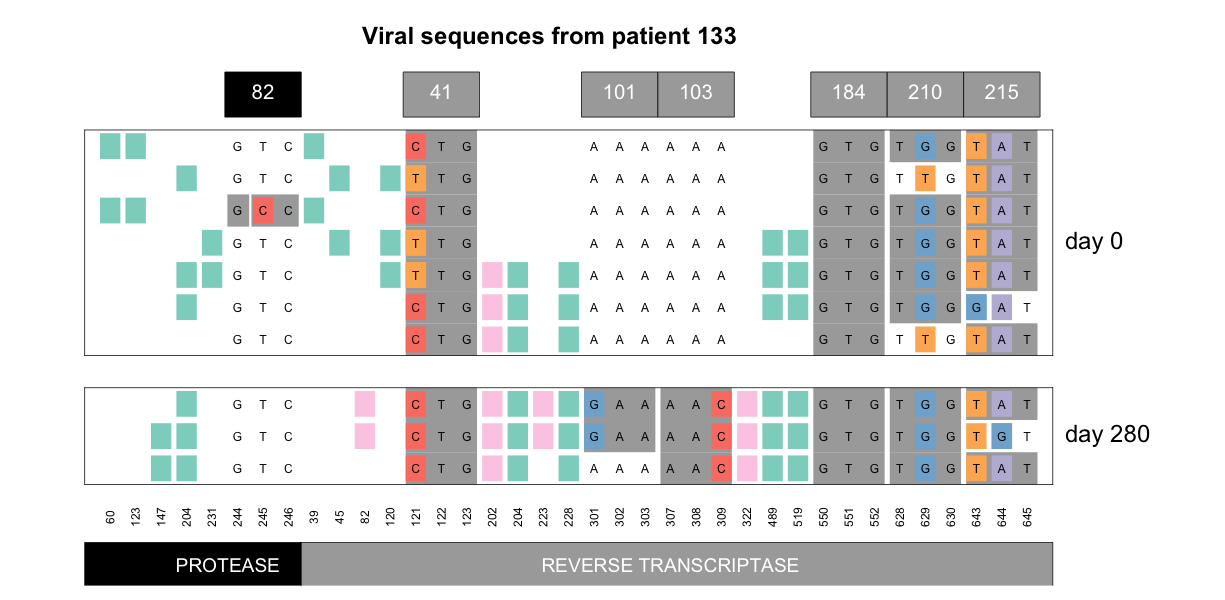 Viral sequences from patient 133
82 41 101 103 184 210 215
G T C C T G A A A A A A G T G T G G T A T
G T C T T G A A A A A A G T G T T G T A T
G C C C T G A A A A A A G T G T G G T A T
G T C T T G A A A A A A G T G T G G T A T
day 0
G T C T T G A A A A A A G T G T G G T A T
G T C C T G A A A A A A G T G T G G G A T
G T C C T G A A A A A A G T G T T G T A T
G T C C T G G A A A A C G T G T G G T A T
G T C C T G G A A A A C G T G T G G T G T
day 280
G T C C T G A A A A A C G T G T G G T A T
60 123 147 204 231 244 245 246 39 45 82 120 121 122 123 202 204 223 228 301 302 303 307 308 309 322 489 519 550 551 552 628 629 630 643 644 645
PROTEASE REVERSE TRANSCRIPTASE